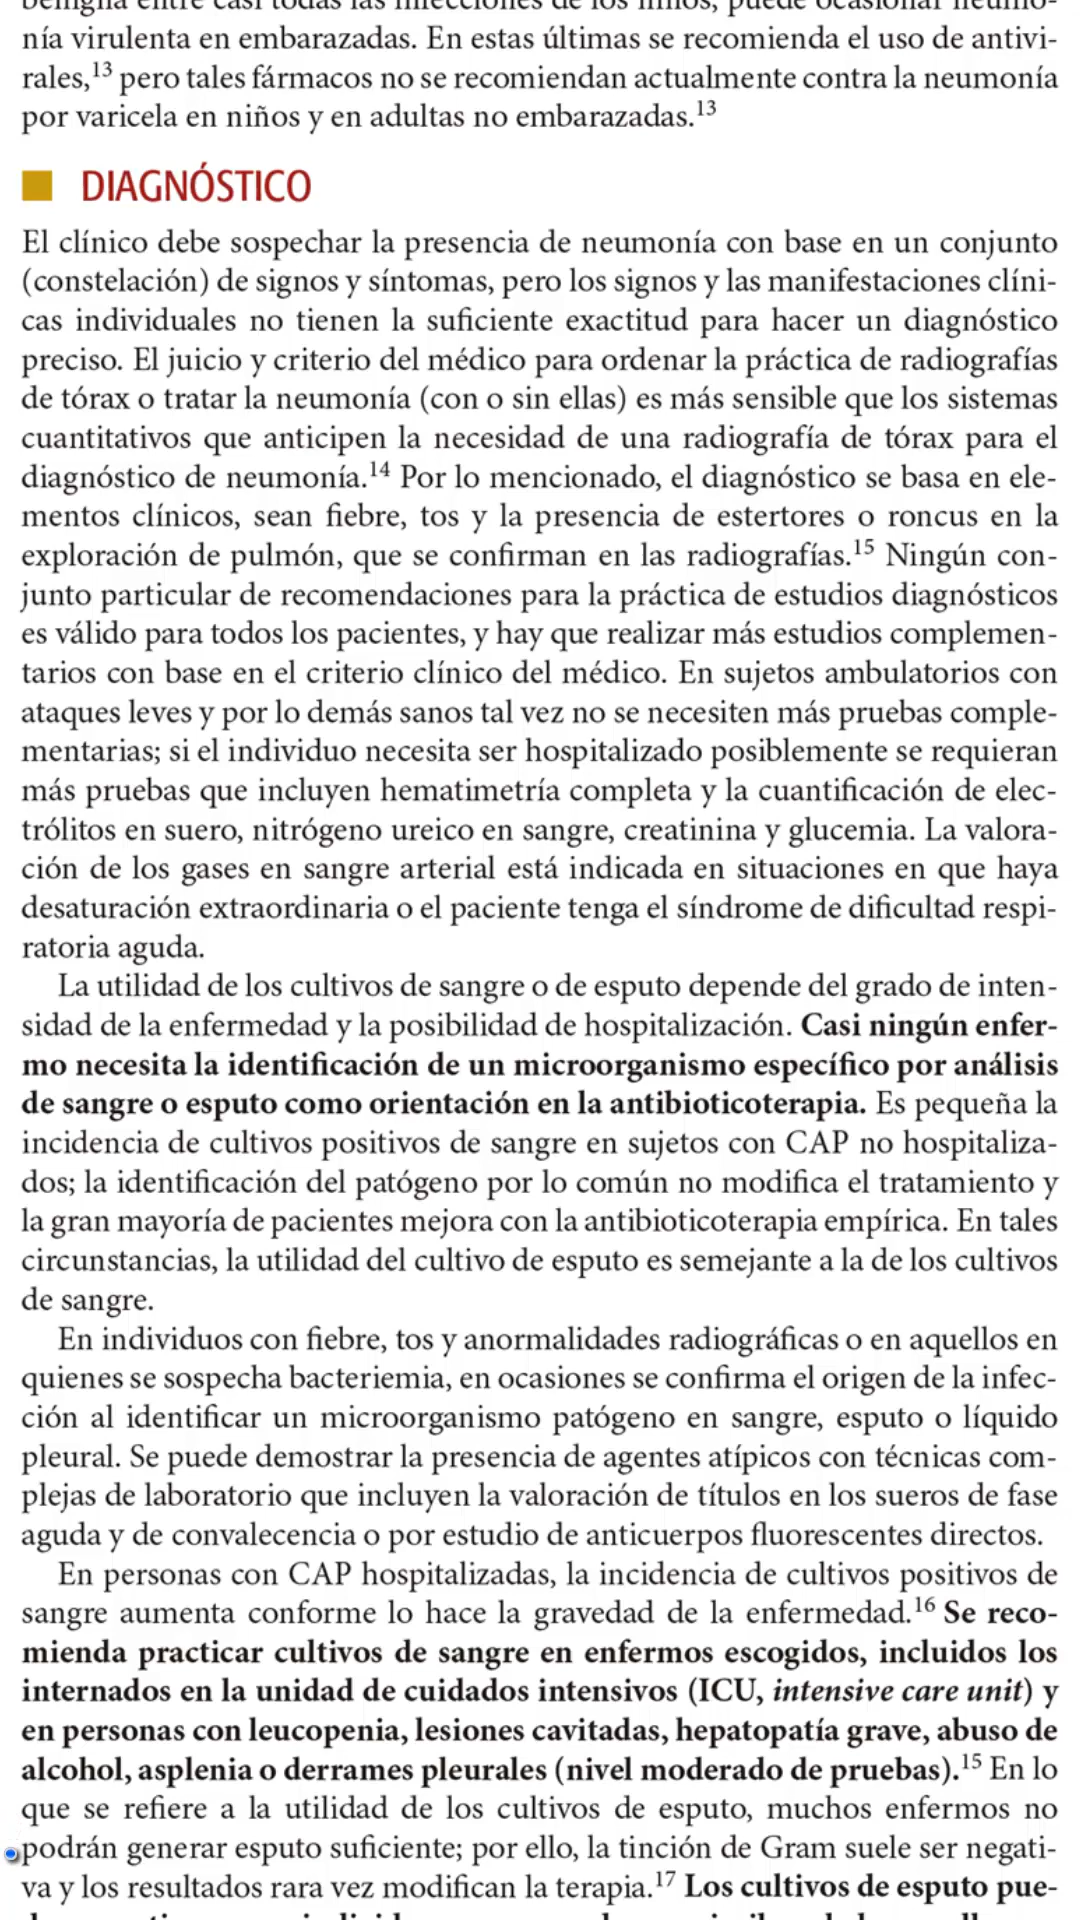 benigna entre casi todas las infecciones de los niños, puede ocasionar neumo-
nía virulenta en embarazadas. En estas últimas se recomienda el uso de antivi-
rales,13 pero tales fármacos no se recomiendan actualmente contra la neumonía
por varicela en niños y en adultas no embarazadas.13
DIAGNÓSTICO
El clínico debe sospechar la presencia de neumonía con base en un conjunto
(constelación) de signos y síntomas, pero los signos y las manifestaciones clíni-
cas individuales no tienen la suficiente exactitud para hacer un diagnóstico
preciso. El juicio y criterio del médico para ordenar la práctica de radiografías
de tórax o tratar la neumonía (con o sin ellas) es más sensible que los sistemas
cuantitativos que anticipen la necesidad de una radiografía de tórax para el
diagnóstico de neumonía.14 Por lo mencionado, el diagnóstico se basa en ele-
mentos clínicos, sean fiebre, tos y la presencia de estertores o roncus en la
exploración de pulmón, que se confirman en las radiografías.15 Ningún con-
junto particular de recomendaciones para la práctica de estudios diagnósticos
es válido para todos los pacientes, y hay que realizar más estudios complemen-
tarios con base en el criterio clínico del médico. En sujetos ambulatorios con
ataques leves y por lo demás sanos tal vez no se necesiten más pruebas comple-
mentarias; si el individuo necesita ser hospitalizado posiblemente se requieran
más pruebas que incluyen hematimetría completa y la cuantificación de elec-
trólitos en suero, nitrógeno ureico en sangre, creatinina y glucemia. La valora-
ción de los gases en sangre arterial está indicada en situaciones en que haya
desaturación extraordinaria o el paciente tenga el síndrome de dificultad respi-
ratoria aguda.
La utilidad de los cultivos de sangre o de esputo depende del grado de inten-
sidad de la enfermedad y la posibilidad de hospitalización. Casi ningún enfer-
mo necesita la identificación de un microorganismo específico por análisis
de sangre o esputo como orientación en la antibioticoterapia. Es pequeña la
incidencia de cultivos positivos de sangre en sujetos con CAP no hospitaliza-
dos; la identificación del patógeno por lo común no modifica el tratamiento y
la gran mayoría de pacientes mejora con la antibioticoterapia empírica. En tales
circunstancias, la utilidad del cultivo de esputo es semejante a la de los cultivos
de sangre.
En individuos con fiebre, tos y anormalidades radiográficas o en aquellos en
quienes se sospecha bacteriemia, en ocasiones se confirma el origen de la infec-
ción al identificar un microorganismo patógeno en sangre, esputo o líquido
pleural. Se puede demostrar la presencia de agentes atípicos con técnicas com-
plejas de laboratorio que incluyen la valoración de títulos en los sueros de fase
aguda y de convalecencia o por estudio de anticuerpos fluorescentes directos.
En personas con CAP hospitalizadas, la incidencia de cultivos positivos de
sangre aumenta conforme lo hace la gravedad de la enfermedad.16 Se reco-
mienda practicar cultivos de sangre en enfermos escogidos, incluidos los
internados en la unidad de cuidados intensivos (ICU, intensive care unit) y
en personas con leucopenia, lesiones cavitadas, hepatopatía grave, abuso de
alcohol, asplenia o derrames pleurales (nivel moderado de pruebas).15 En lo
que se refiere a la utilidad de los cultivos de esputo, muchos enfermos no
podrán generar esputo suficiente; por ello, la tinción de Gram suele ser negati-
va y los resultados rara vez modifican la terapia.17 Los cultivos de esputo pue-